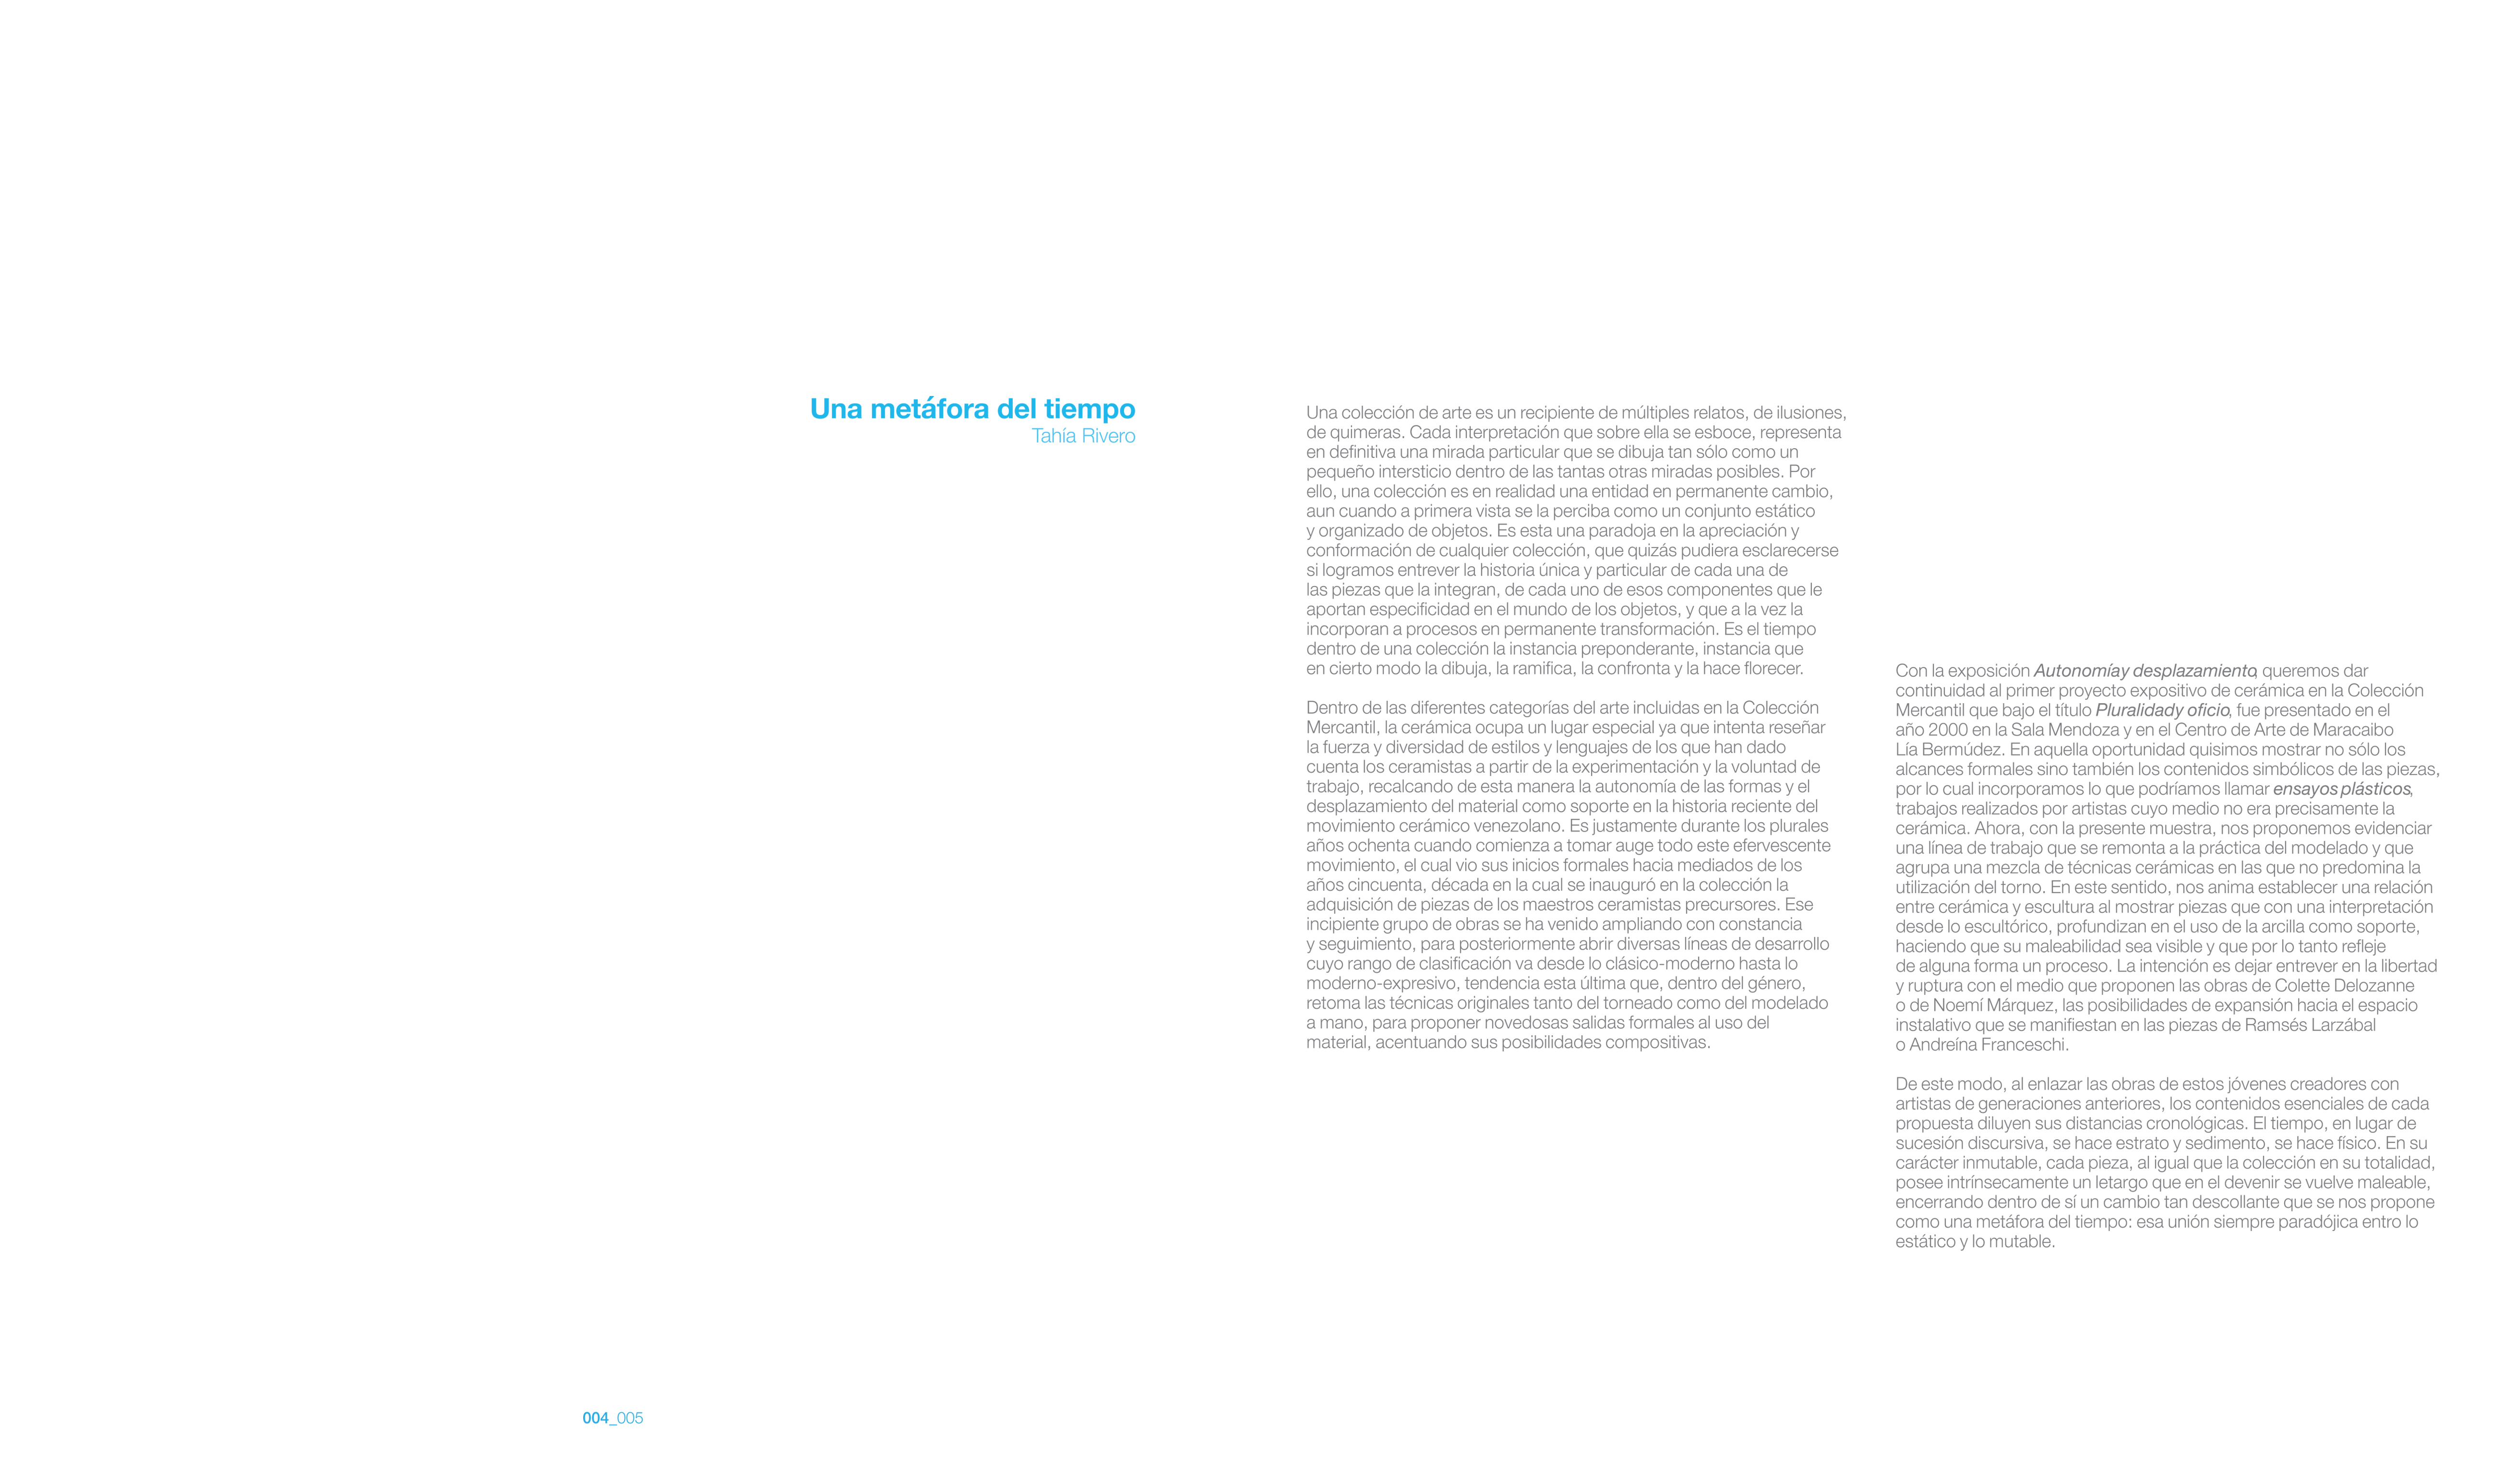 Una metáfora del tiempo
Tahía Rivero
Una colección de arte es un recipiente de múltiples relatos, de ilusiones,
de quimeras. Cada interpretación que sobre ella se esboce, representa
en definitiva una mirada particular que se dibuja tan sólo como un
pequeño intersticio dentro de las tantas otras miradas posibles. Por
ello, una colección es en realidad una entidad en permanente cambio,
aun cuando a primera vista se la perciba como un conjunto estático
y organizado de objetos. Es esta una paradoja en la apreciación y
conformación de cualquier colección, que quizás pudiera esclarecerse
si logramos entrever la historia única y particular de cada una de
las piezas que la integran, de cada uno de esos componentes que le
aportan especificidad en el mundo de los objetos, y que a la vez la
incorporan a procesos en permanente transformación. Es el tiempo
dentro de una colección la instancia preponderante, instancia que
en cierto modo la dibuja, la ramifica, la confronta y la hace florecer.
Dentro de las diferentes categorías del arte incluidas en la Colección
Mercantil, la cerámica ocupa un lugar especial ya que intenta reseñar
la fuerza y diversidad de estilos y lenguajes de los que han dado
cuenta los ceramistas a partir de la experimentación y la voluntad de
trabajo, recalcando de esta manera la autonomía de las formas y el
desplazamiento del material como soporte en la historia reciente del
movimiento cerámico venezolano. Es justamente durante los plurales
años ochenta cuando comienza a tomar auge todo este efervescente
movimiento, el cual vio sus inicios formales hacia mediados de los
años cincuenta, década en la cual se inauguró en la colección la
adquisición de piezas de los maestros ceramistas precursores. Ese
incipiente grupo de obras se ha venido ampliando con constancia
y seguimiento, para posteriormente abrir diversas líneas de desarrollo
cuyo rango de clasificación va desde lo clásico-moderno hasta lo
moderno-expresivo, tendencia esta última que, dentro del género,
retoma las técnicas originales tanto del torneado como del modelado
a mano, para proponer novedosas salidas formales al uso del
material, acentuando sus posibilidades compositivas.
Con la exposición Autonomíay desplazamiento, queremos dar
continuidad al primer proyecto expositivo de cerámica en la Colección
Mercantil que bajo el título Pluralidady oficio, fue presentado en el
año 2000 en la Sala Mendoza y en el Centro de Arte de Maracaibo
Lía Bermúdez. En aquella oportunidad quisimos mostrar no sólo los
alcances formales sino también los contenidos simbólicos de las piezas,
por lo cual incorporamos lo que podríamos llamar ensayos plásticos,
trabajos realizados por artistas cuyo medio no era precisamente la
cerámica. Ahora, con la presente muestra, nos proponemos evidenciar
una línea de trabajo que se remonta a la práctica del modelado y que
agrupa una mezcla de técnicas cerámicas en las que no predomina la
utilización del torno. En este sentido, nos anima establecer una relación
entre cerámica y escultura al mostrar piezas que con una interpretación
desde lo escultórico, profundizan en el uso de la arcilla como soporte,
haciendo que su maleabilidad sea visible y que por lo tanto refleje
de alguna forma un proceso. La intención es dejar entrever en la libertad
y ruptura con el medio que proponen las obras de Colette Delozanne
o de Noemí Márquez, las posibilidades de expansión hacia el espacio
instalativo que se manifiestan en las piezas de Ramsés Larzábal
o Andreína Franceschi.
De este modo, al enlazar las obras de estos jóvenes creadores con
artistas de generaciones anteriores, los contenidos esenciales de cada
propuesta diluyen sus distancias cronológicas. El tiempo, en lugar de
sucesión discursiva, se hace estrato y sedimento, se hace físico. En su
carácter inmutable, cada pieza, al igual que la colección en su totalidad,
posee intrínsecamente un letargo que en el devenir se vuelve maleable,
encerrando dentro de sí un cambio tan descollante que se nos propone
como una metáfora del tiempo: esa unión siempre paradójica entro lo
estático y lo mutable.
004_005